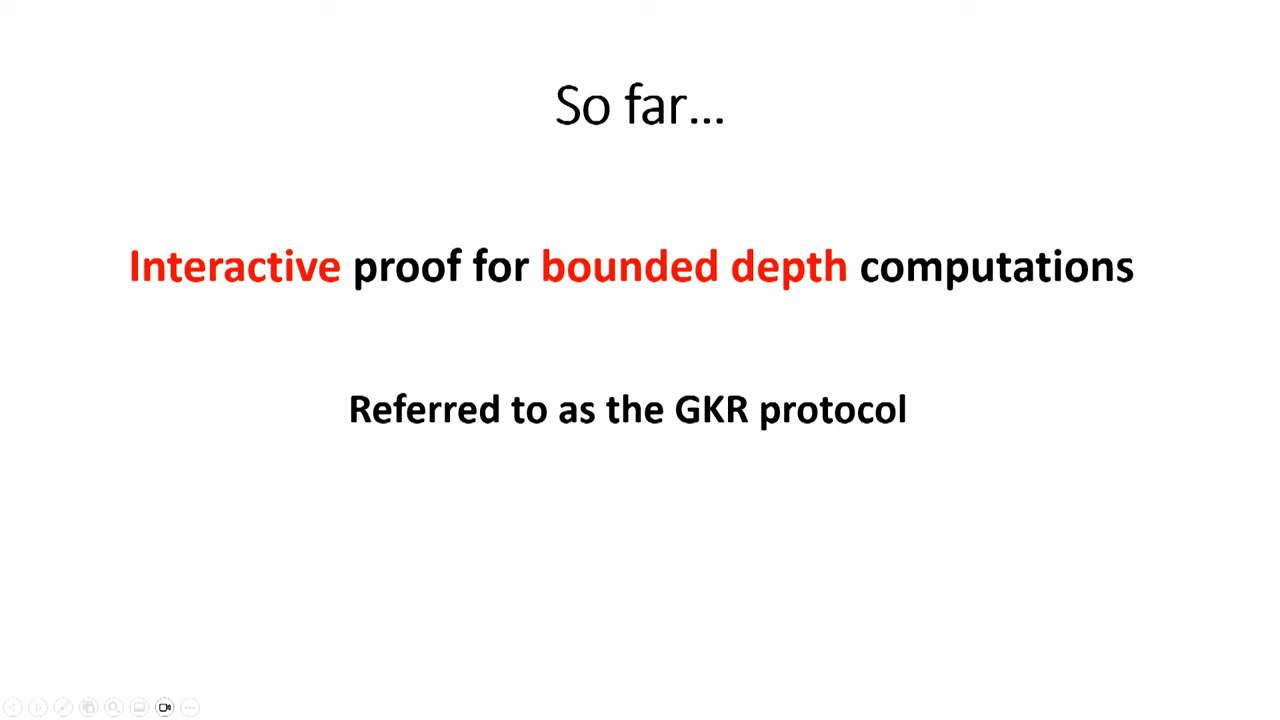 So far...
Interactive proof for bounded depth computations
Referred to as the GKR protocol